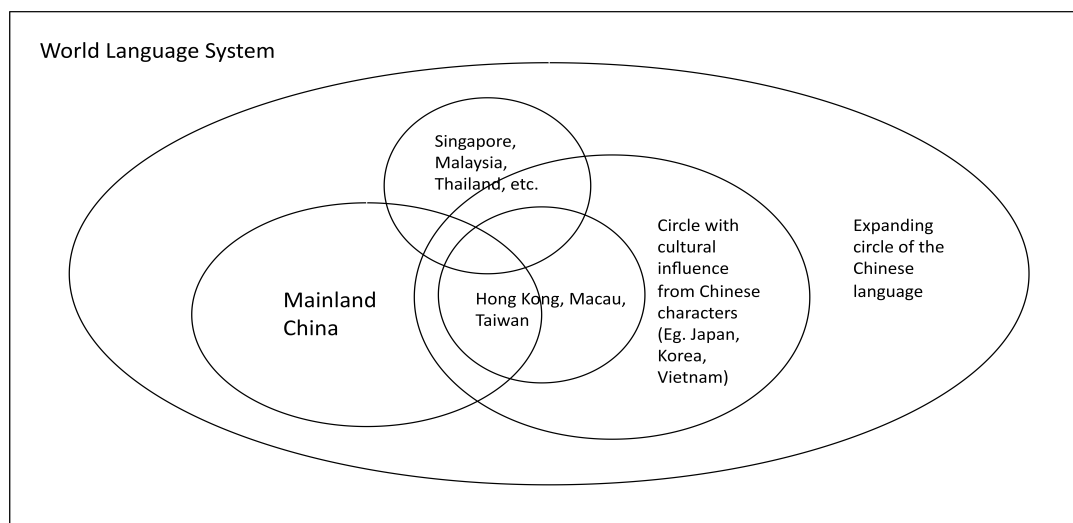 World Language System
Singapore,
Malaysia,
Thailand, etc.
Mainland
China
Hong Kong, Macau,
Taiwan
Circle with
cultural
influence
from Chinese
characters
(Eg. Japan,
Korea,
Vietnam)
Expanding
circle of the
Chinese
language